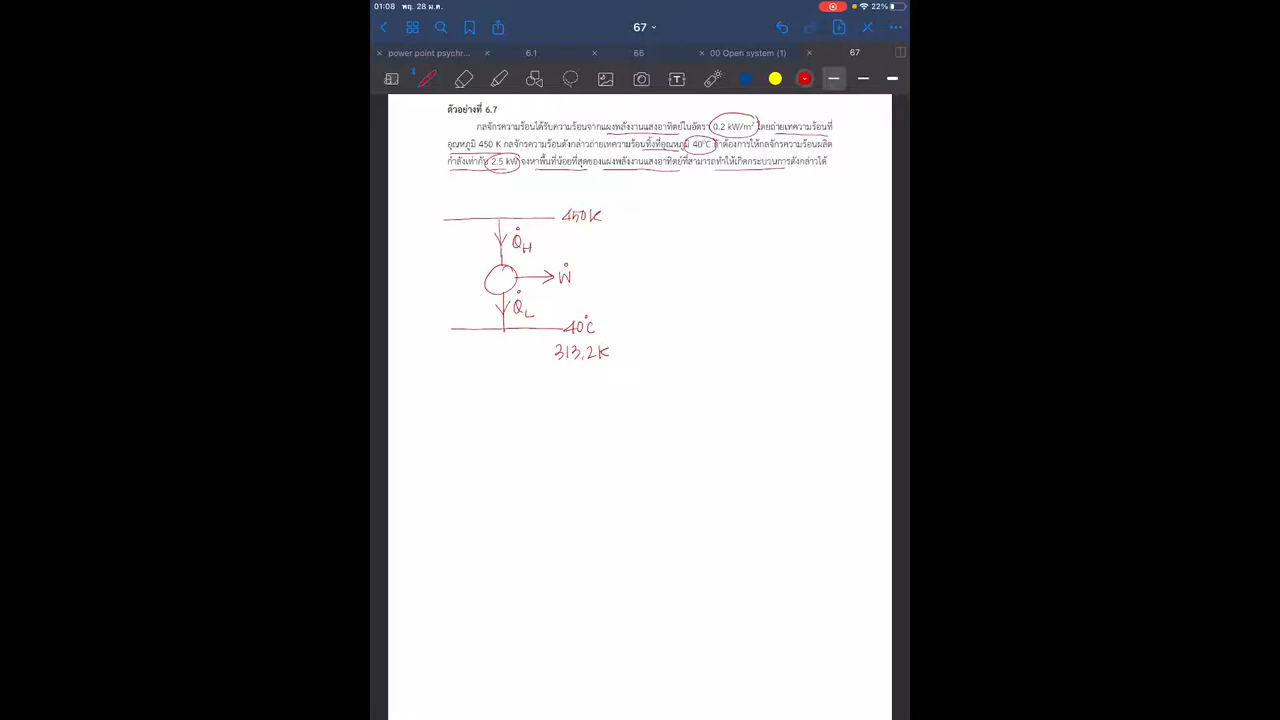 01:08 พฤ. 28 ม.ค.
22%
67
power point psychr...
6.1
66
00 Open system (1)
67
ตัวอย่างที่ 6.7
กลจักรความร้อนได้รับความร้อนจากแผงพลังงานแสงอาทิตย์ในอัตรา 0.2 kW/m² โดยถ่ายเทความร้อนที่
อุณหภูมิ 450 K กลจักรความร้อนดังกล่าวถ่ายเทความร้อนทิ้งที่อุณหภูมิ 40°C ถ้าต้องการให้กลจักรความร้อนผลิต
กำลังเท่ากับ 2.5 kW จงหาพื้นที่น้อยที่สุดของแผงพลังงานแสงอาทิตย์ที่สามารถทำให้เกิดกระบวนการดังกล่าวได้
450K
Q̇H
Ẇ
Q̇L
40°C
313.2K